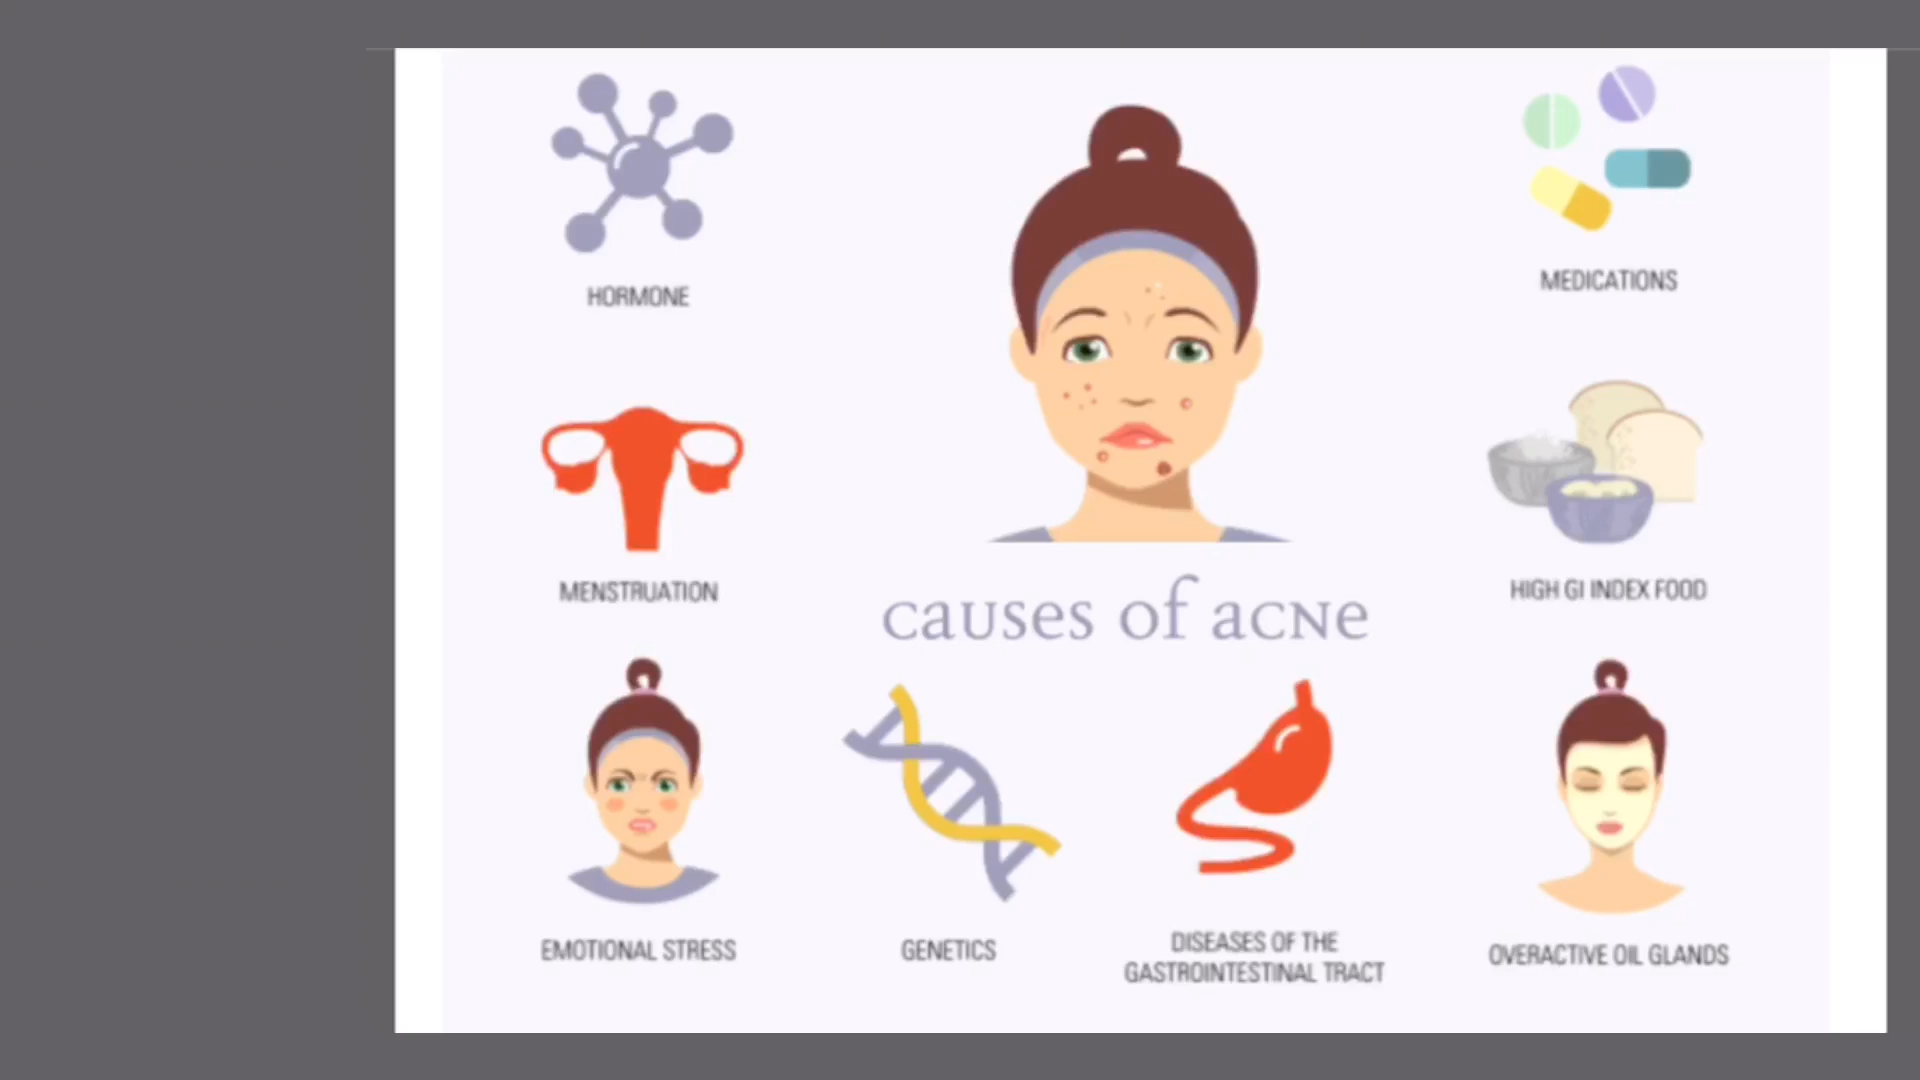 HORMONE
MEDICATIONS
MENSTRUATION
HIGH GI INDEX FOOD
causes of acne
EMOTIONAL STRESS
GENETICS
DISEASES OF THE
GASTROINTESTINAL TRACT
OVERACTIVE OIL GLANDS